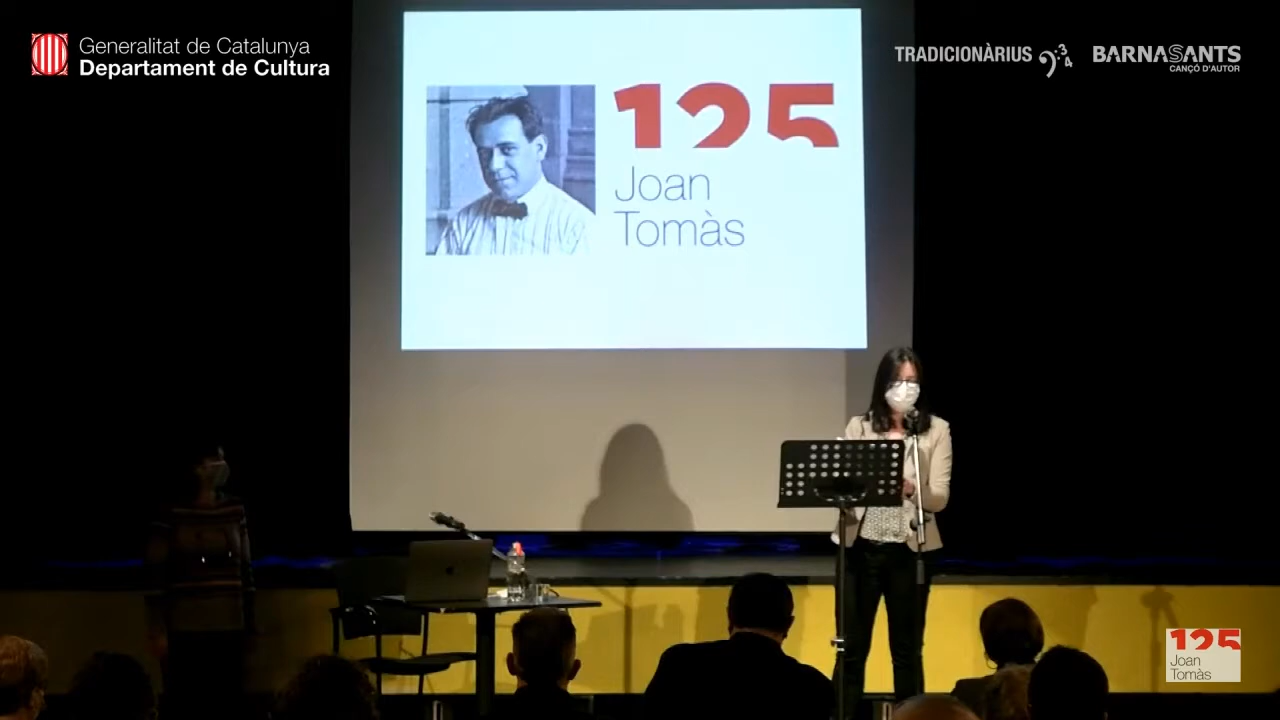 Generalitat de Catalunya
Departament de Cultura
TRADICIONÀRIUS
BARNASANTS
CANÇÓ D'AUTOR
125
Joan
Tomàs
125
Joan
Tomàs